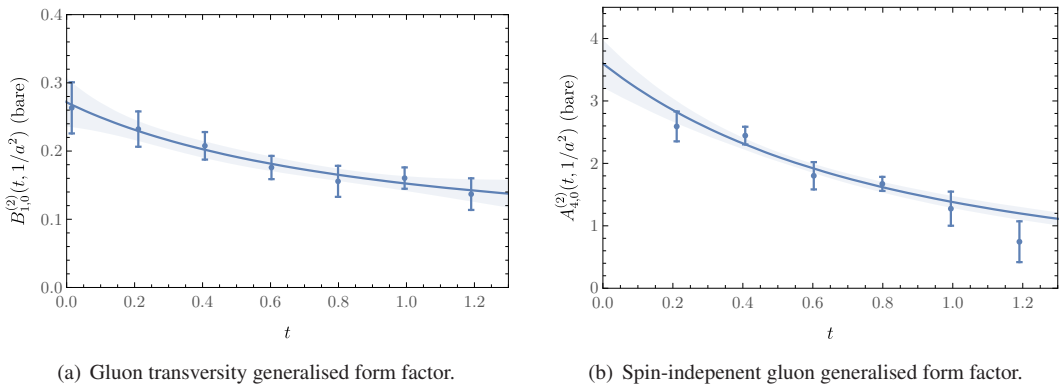 0.4
0.3
0.2
0.1
0.0
B_{1,0}^{(2)}(t, 1/a^2) (bare)
0.0 0.2 0.4 0.6 0.8 1.0 1.2
t
4
3
2
1
0
A_{4,0}^{(2)}(t, 1/a^2) (bare)
0.0 0.2 0.4 0.6 0.8 1.0 1.2
t
(a) Gluon transversity generalised form factor.
(b) Spin-indepenent gluon generalised form factor.